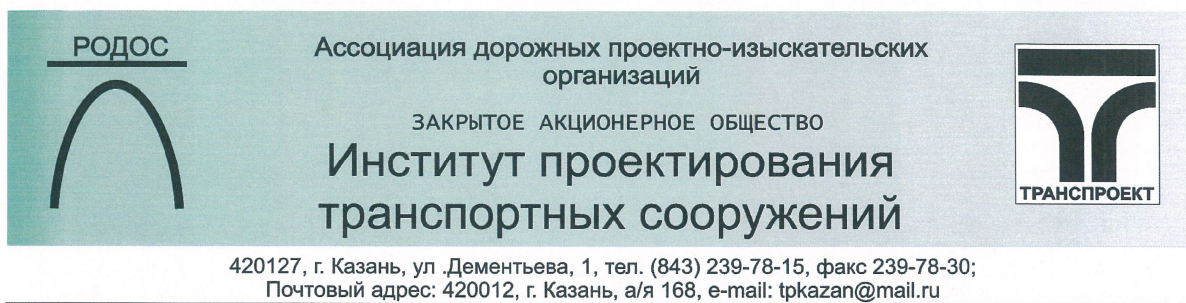 РОДОС
Ассоциация дорожных проектно-изыскательских
организаций
ЗАКРЫТОЕ АКЦИОНЕРНОЕ ОБЩЕСТВО
Институт проектирования
транспортных сооружений
ТРАНСПРОЕКТ
420127, г. Казань, ул .Дементьева, 1, тел. (843) 239-78-15, факс 239-78-30;
Почтовый адрес: 420012, г. Казань, а/я 168, e-mail: tpkazan@mail.ru